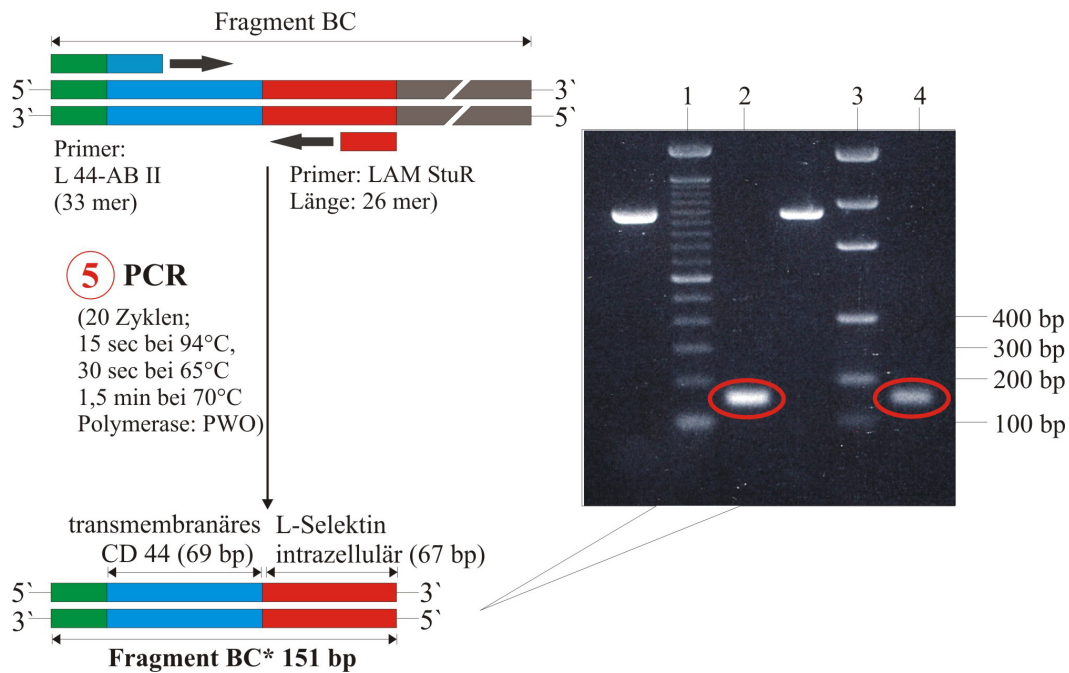 Fragment BC
5` 3`
3` 5`
Primer:
L 44-AB II
(33 mer)
Primer: LAM StuR
Länge: 26 mer)
5 PCR
(20 Zyklen;
15 sec bei 94°C,
30 sec bei 65°C
1,5 min bei 70°C
Polymerase: PWO)
transmembranäres
CD 44 (69 bp)
L-Selektin
intrazellulär (67 bp)
5` 3`
3` 5`
Fragment BC* 151 bp
1 2 3 4
400 bp
300 bp
200 bp
100 bp